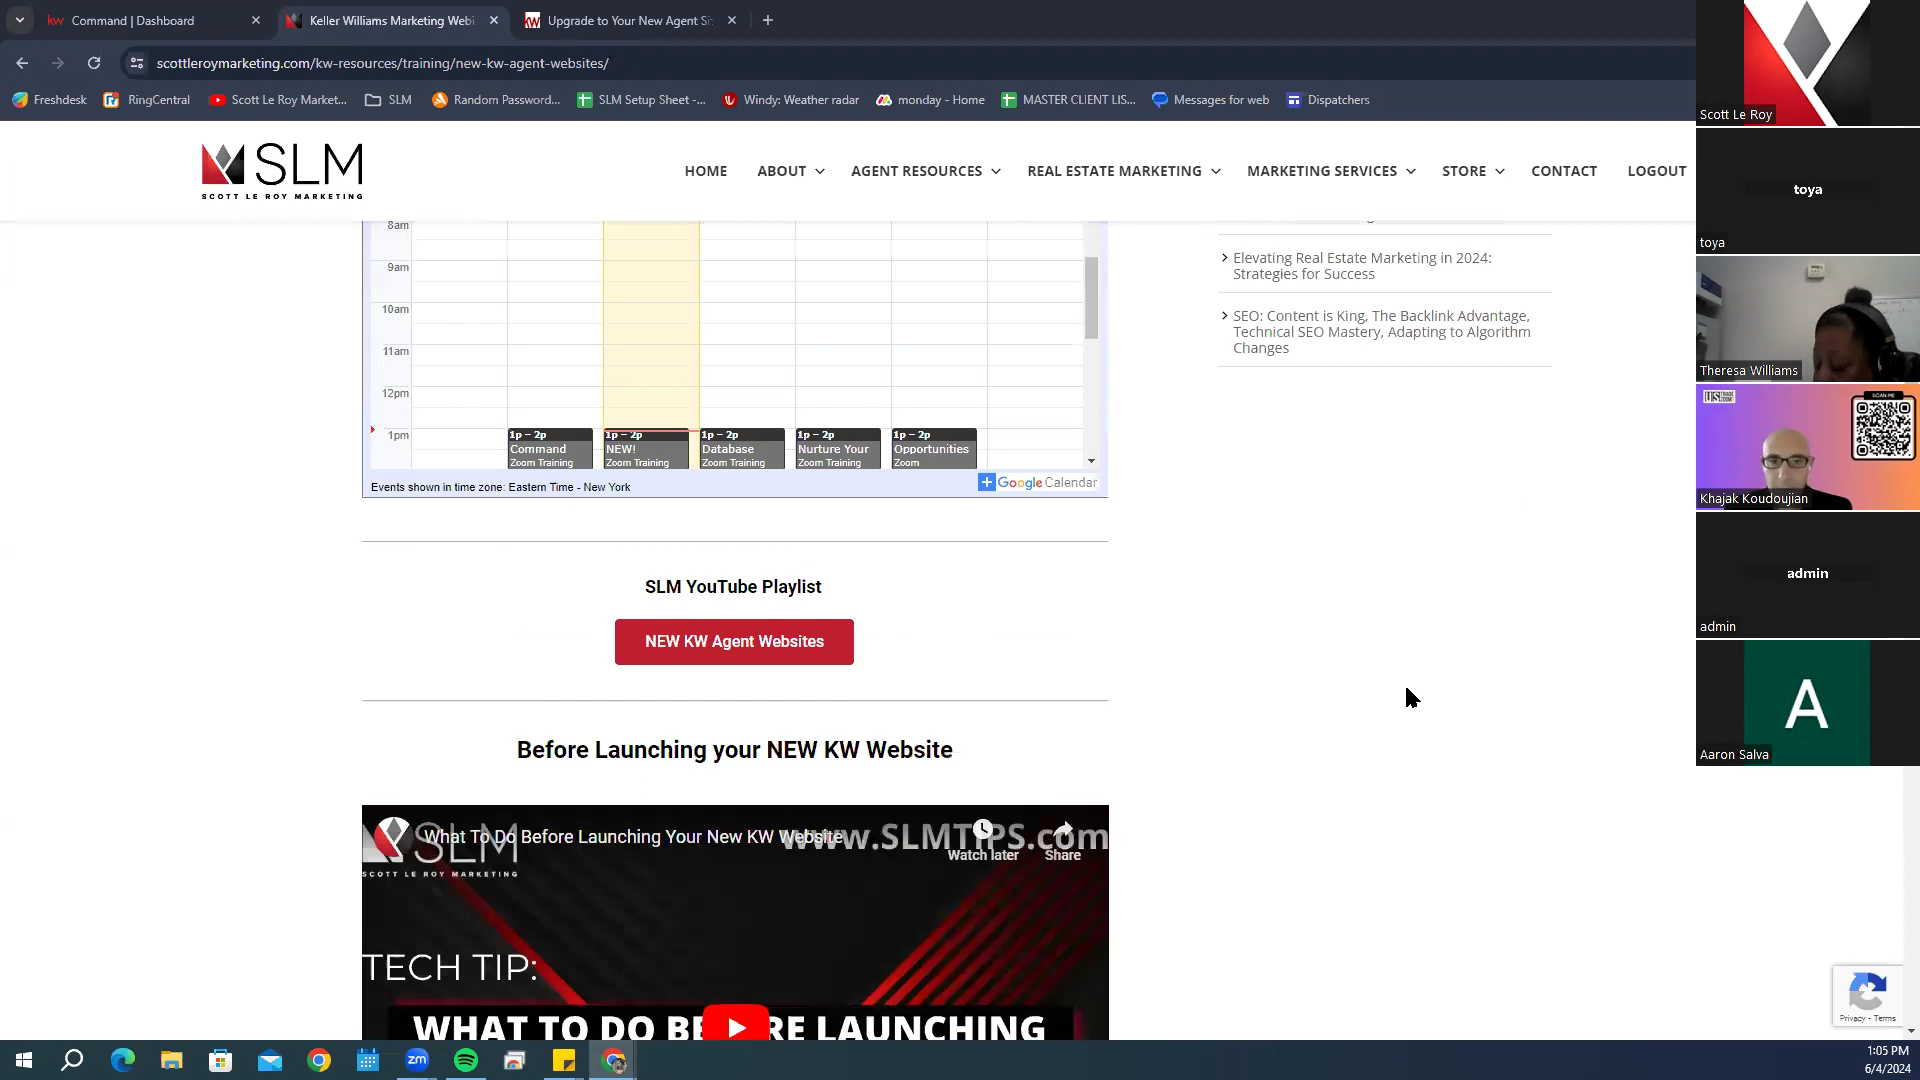 kw Command | Dashboard
Keller Williams Marketing Webi
kw Upgrade to Your New Agent Si
scottleroymarketing.com/kw-resources/training/new-kw-agent-websites/
Freshdesk
RingCentral
Scott Le Roy Market...
SLM
Random Password...
SLM Setup Sheet -...
Windy: Weather radar
monday - Home
MASTER CLIENT LIS...
Messages for web
Dispatchers
SLM
SCOTT LE ROY MARKETING
HOME
ABOUT
AGENT RESOURCES
REAL ESTATE MARKETING
MARKETING SERVICES
STORE
CONTACT
LOGOUT
8am
9am
10am
11am
12pm
1pm
1p – 2p
Command
Zoom Training
1p – 2p
NEW!
Zoom Training
1p – 2p
Database
Zoom Training
1p – 2p
Nurture Your
Zoom Training
1p – 2p
Opportunities
Zoom
Events shown in time zone: Eastern Time - New York
Google Calendar
Elevating Real Estate Marketing in 2024:
Strategies for Success
SEO: Content is King, The Backlink Advantage,
Technical SEO Mastery, Adapting to Algorithm
Changes
SLM YouTube Playlist
NEW KW Agent Websites
Before Launching your NEW KW Website
What To Do Before Launching Your New KW Website
SLM
SCOTT LE ROY MARKETING
www.SLMTIPS.com
Watch later
Share
TECH TIP:
WHAT TO DO BEFORE LAUNCHING
Scott Le Roy
toya
toya
Theresa Williams
US
SCAN ME
Khajak Koudoujian
admin
admin
A
Aaron Salva
Privacy - Terms
zm
1:05 PM
6/4/2024